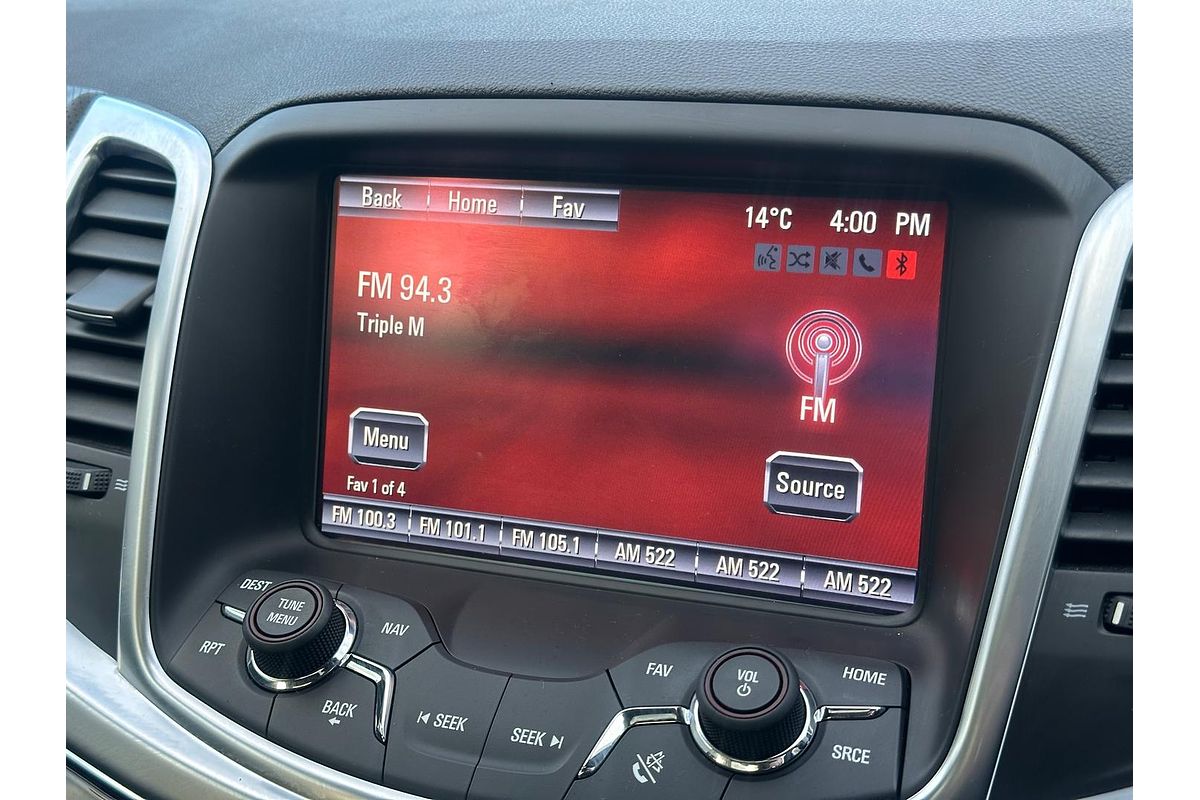 Back Home Fav 14°C 4:00 PM
FM 94.3
Triple M
FM
Menu
Source
Fav 1 of 4
FM 100.3 FM 101.1 FM 105.1 AM 522 AM 522 AM 522
DEST
TUNE
MENU
NAV
RPT
BACK
SEEK
SEEK
FAV
VOL
HOME
SRCE